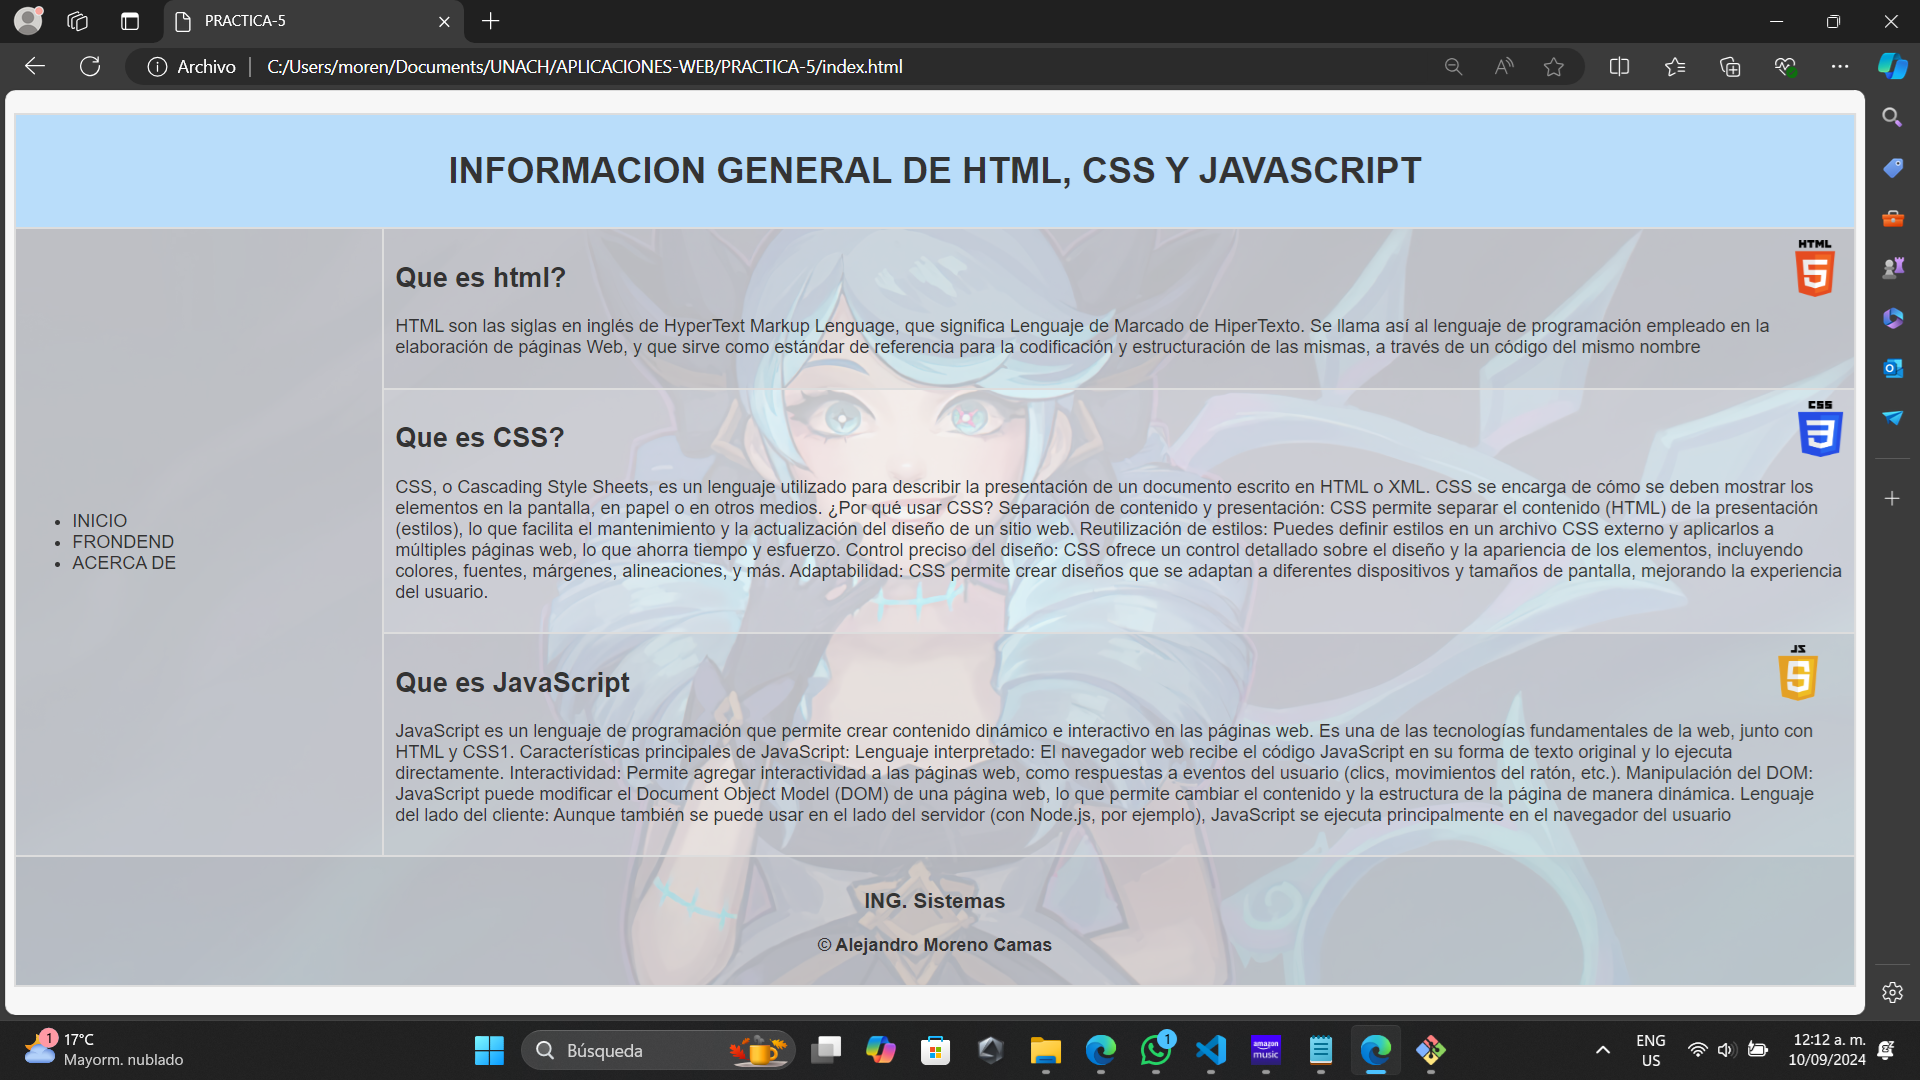 PRACTICA-5
Archivo
C:/Users/moren/Documents/UNACH/APLICACIONES-WEB/PRACTICA-5/index.html
INFORMACION GENERAL DE HTML, CSS Y JAVASCRIPT
INICIO
FRONDEND
ACERCA DE
HTML
5
Que es html?
HTML son las siglas en inglés de HyperText Markup Lenguage, que significa Lenguaje de Marcado de HiperTexto. Se llama así al lenguaje de programación empleado en la
elaboración de páginas Web, y que sirve como estándar de referencia para la codificación y estructuración de las mismas, a través de un código del mismo nombre
CSS
3
Que es CSS?
CSS, o Cascading Style Sheets, es un lenguaje utilizado para describir la presentación de un documento escrito en HTML o XML. CSS se encarga de cómo se deben mostrar los
elementos en la pantalla, en papel o en otros medios. ¿Por qué usar CSS? Separación de contenido y presentación: CSS permite separar el contenido (HTML) de la presentación
(estilos), lo que facilita el mantenimiento y la actualización del diseño de un sitio web. Reutilización de estilos: Puedes definir estilos en un archivo CSS externo y aplicarlos a
múltiples páginas web, lo que ahorra tiempo y esfuerzo. Control preciso del diseño: CSS ofrece un control detallado sobre el diseño y la apariencia de los elementos, incluyendo
colores, fuentes, márgenes, alineaciones, y más. Adaptabilidad: CSS permite crear diseños que se adaptan a diferentes dispositivos y tamaños de pantalla, mejorando la experiencia
del usuario.
JS
5
Que es JavaScript
JavaScript es un lenguaje de programación que permite crear contenido dinámico e interactivo en las páginas web. Es una de las tecnologías fundamentales de la web, junto con
HTML y CSS1. Características principales de JavaScript: Lenguaje interpretado: El navegador web recibe el código JavaScript en su forma de texto original y lo ejecuta
directamente. Interactividad: Permite agregar interactividad a las páginas web, como respuestas a eventos del usuario (clics, movimientos del ratón, etc.). Manipulación del DOM:
JavaScript puede modificar el Document Object Model (DOM) de una página web, lo que permite cambiar el contenido y la estructura de la página de manera dinámica. Lenguaje
del lado del cliente: Aunque también se puede usar en el lado del servidor (con Node.js, por ejemplo), JavaScript se ejecuta principalmente en el navegador del usuario
ING. Sistemas
© Alejandro Moreno Camas
1
17°C
Mayorm. nublado
Búsqueda
1
amazon
music
ENG
US
12:12 a. m.
10/09/2024